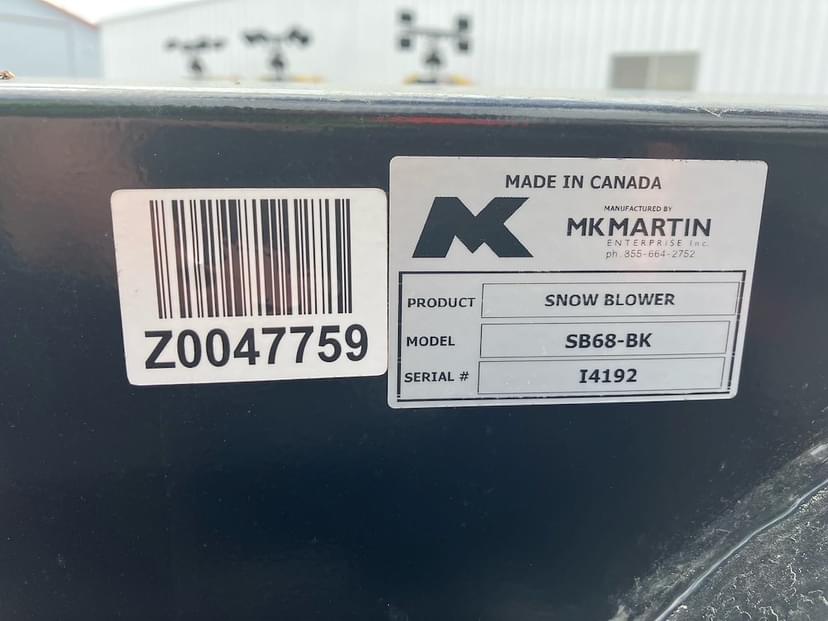 Z0047759
MADE IN CANADA
MK
MANUFACTURED BY
MKMARTIN
ENTERPRISE Inc.
ph. 855-664-2752
PRODUCT SNOW BLOWER
MODEL SB68-BK
SERIAL # I4192